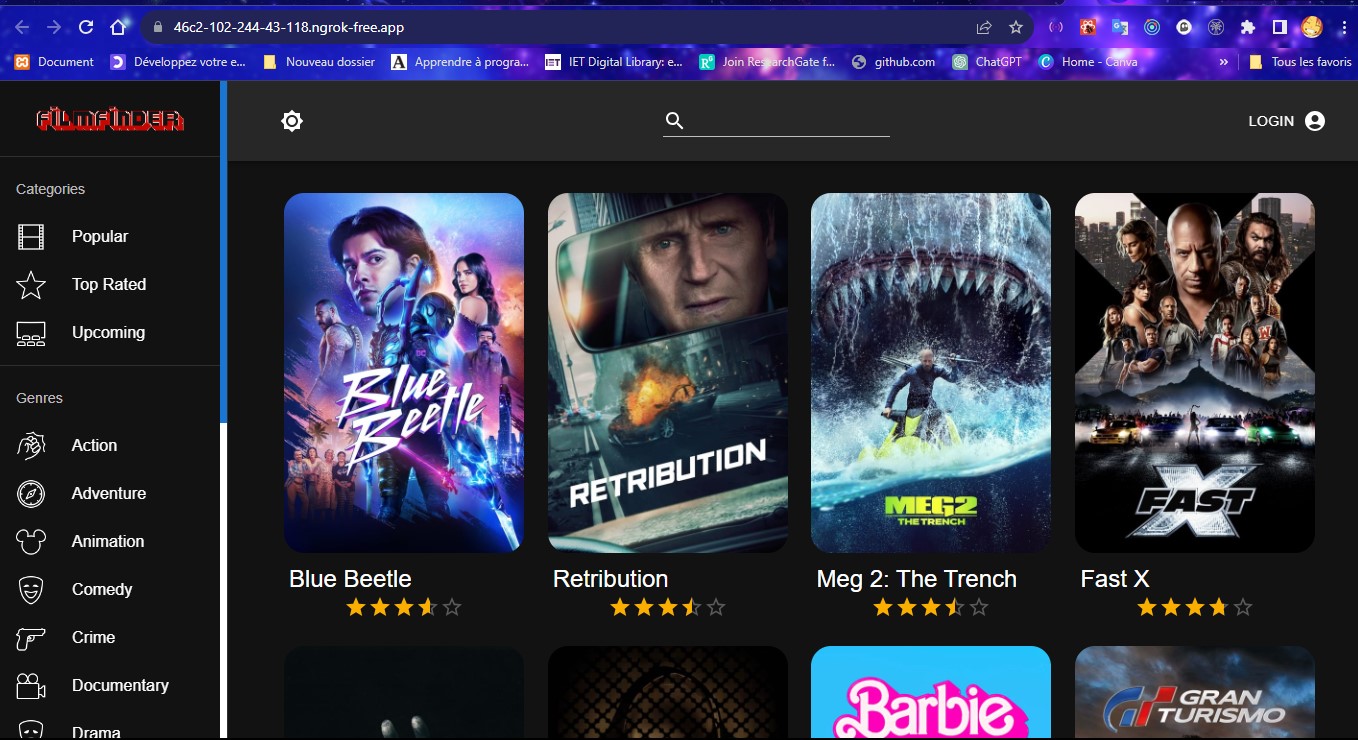 46c2-102-244-43-118.ngrok-free.app
Document
Développez votre e...
Nouveau dossier
A
Apprendre à progra...
IET
IET Digital Library: e...
Join ResearchGate f...
github.com
ChatGPT
Home - Canva
»
Tous les favoris
FILMFINDER
LOGIN
Categories
Popular
Top Rated
Upcoming
Genres
Action
Adventure
Animation
Comedy
Crime
Documentary
Drama
Blue
Beetle
RETRIBUTION
MEG2
THE TRENCH
FAST X
Blue Beetle
Retribution
Meg 2: The Trench
Fast X
Barbie
GRAN
TURISMO